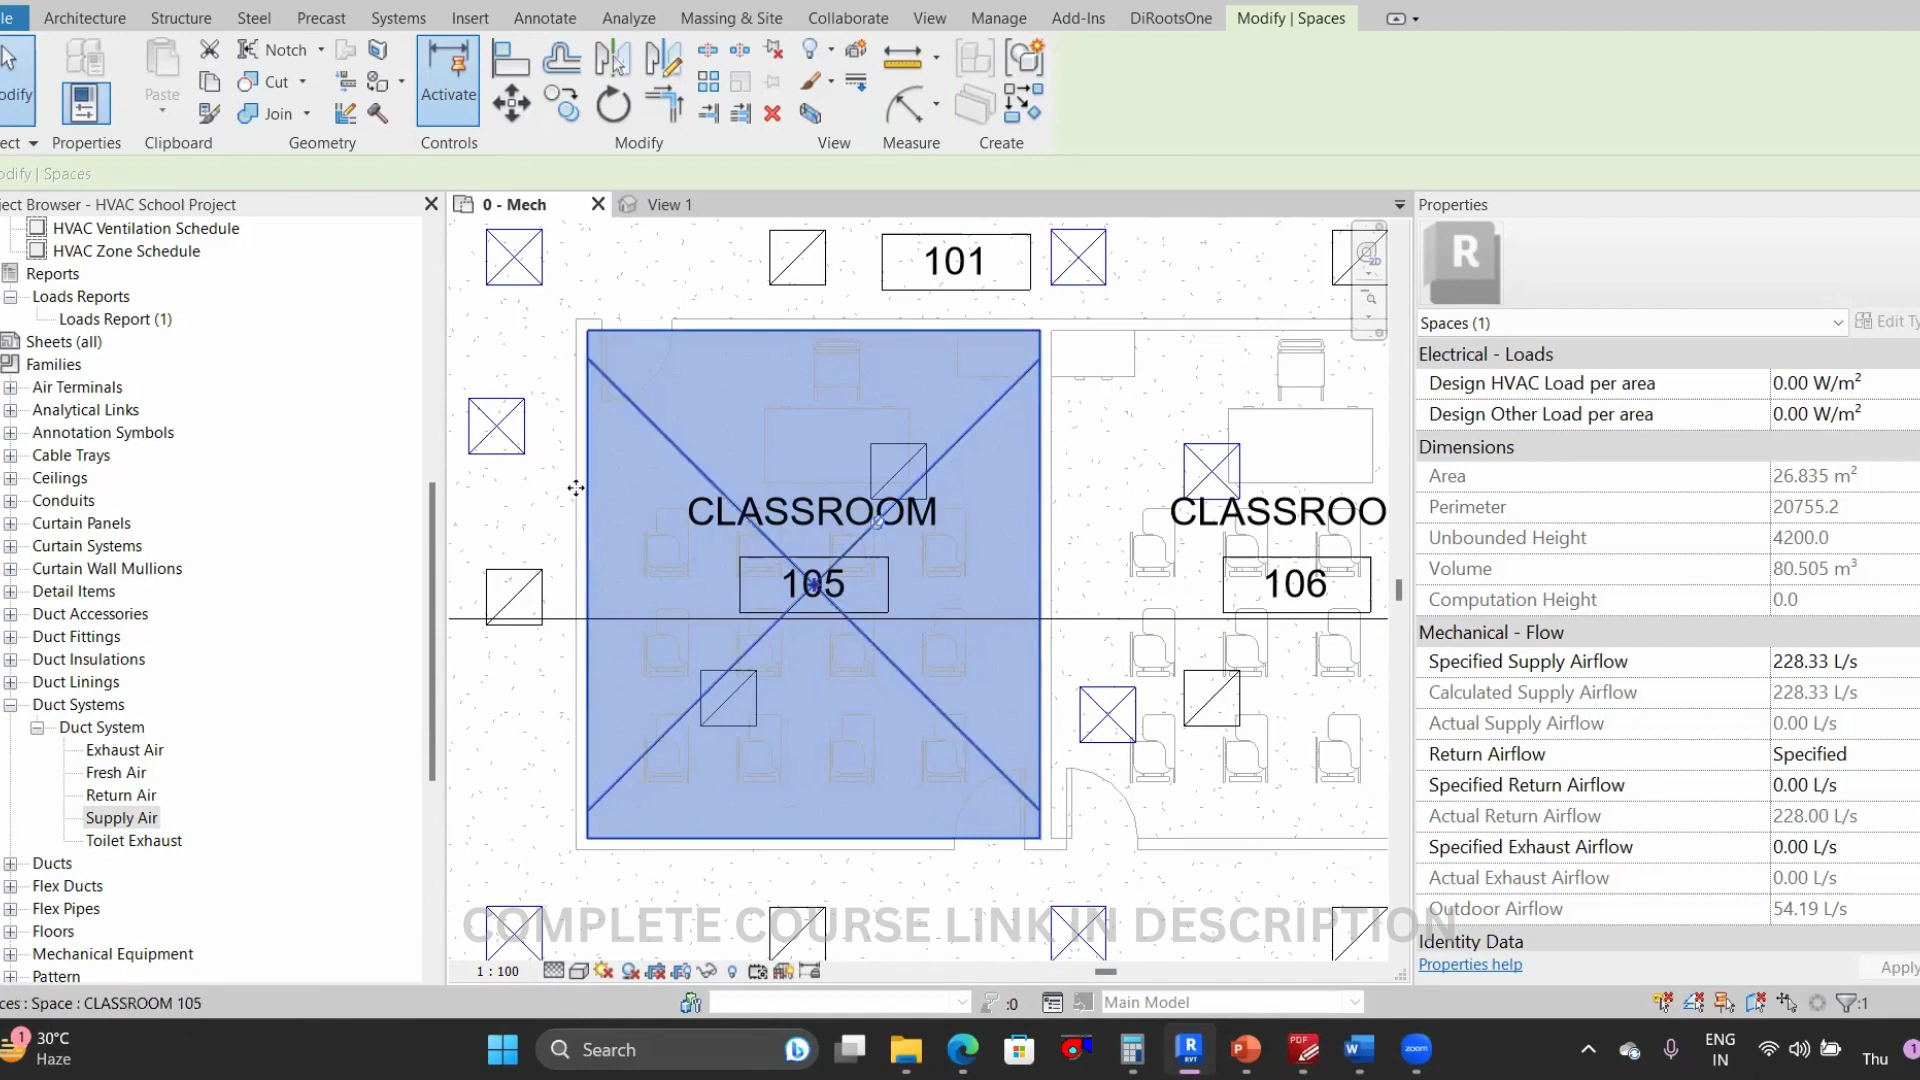 le Architecture Structure Steel Precast Systems Insert Annotate Analyze Massing & Site Collaborate View Manage Add-Ins DiRootsOne Modify | Spaces
odify Paste Notch Cut Join Activate
ect Properties Clipboard Geometry Controls Modify View Measure Create
odify | Spaces
ject Browser - HVAC School Project
HVAC Ventilation Schedule
HVAC Zone Schedule
Reports
Loads Reports
Loads Report (1)
Sheets (all)
Families
Air Terminals
Analytical Links
Annotation Symbols
Cable Trays
Ceilings
Conduits
Curtain Panels
Curtain Systems
Curtain Wall Mullions
Detail Items
Duct Accessories
Duct Fittings
Duct Insulations
Duct Linings
Duct Systems
Duct System
Exhaust Air
Fresh Air
Return Air
Supply Air
Toilet Exhaust
Ducts
Flex Ducts
Flex Pipes
Floors
Mechanical Equipment
Pattern
0 - Mech View 1
101
CLASSROOM
105
CLASSROO
106
COMPLETE COURSE LINK IN DESCRIPTION
1 : 100
Properties
R
Spaces (1) Edit Ty
Electrical - Loads
Design HVAC Load per area 0.00 W/m²
Design Other Load per area 0.00 W/m²
Dimensions
Area 26.835 m²
Perimeter 20755.2
Unbounded Height 4200.0
Volume 80.505 m³
Computation Height 0.0
Mechanical - Flow
Specified Supply Airflow 228.33 L/s
Calculated Supply Airflow 228.33 L/s
Actual Supply Airflow 0.00 L/s
Return Airflow Specified
Specified Return Airflow 0.00 L/s
Actual Return Airflow 228.00 L/s
Specified Exhaust Airflow 0.00 L/s
Actual Exhaust Airflow 0.00 L/s
Outdoor Airflow 54.19 L/s
Identity Data
Properties help Apply
ces : Space : CLASSROOM 105 :0 Main Model :1
1 30°C
Haze
Search
R
RVT
P
PDF
W
zoom
ENG
IN
Thu
1